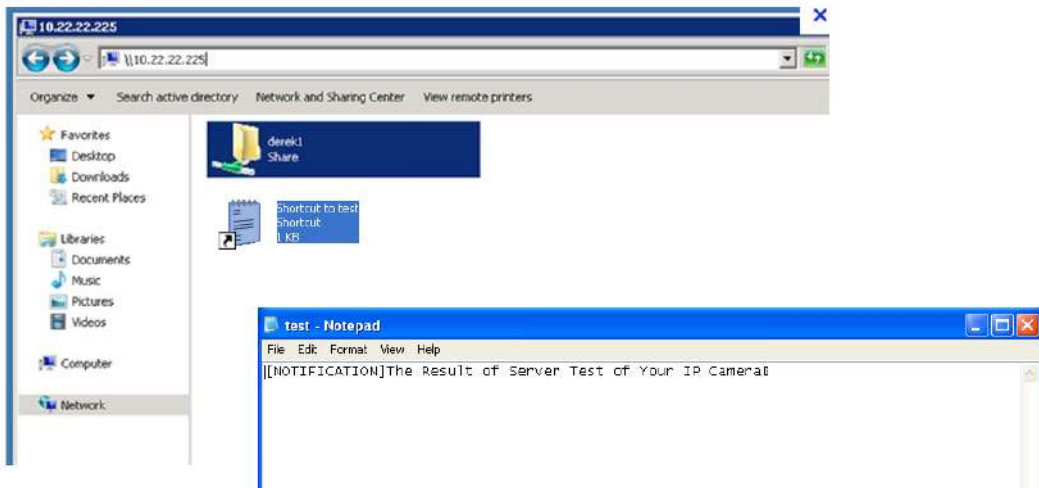 10.22.22.225
\\10.22.22.225
Organize Search active directory Network and Sharing Center View remote printers
Favorites
Desktop
Downloads
Recent Places
Libraries
Documents
Music
Pictures
Videos
Computer
Network
derek1
Share
Shortcut to test
Shortcut
1 KB
test - Notepad
File Edit Format View Help
[NOTIFICATION]The Result of Server Test of Your IP Camera